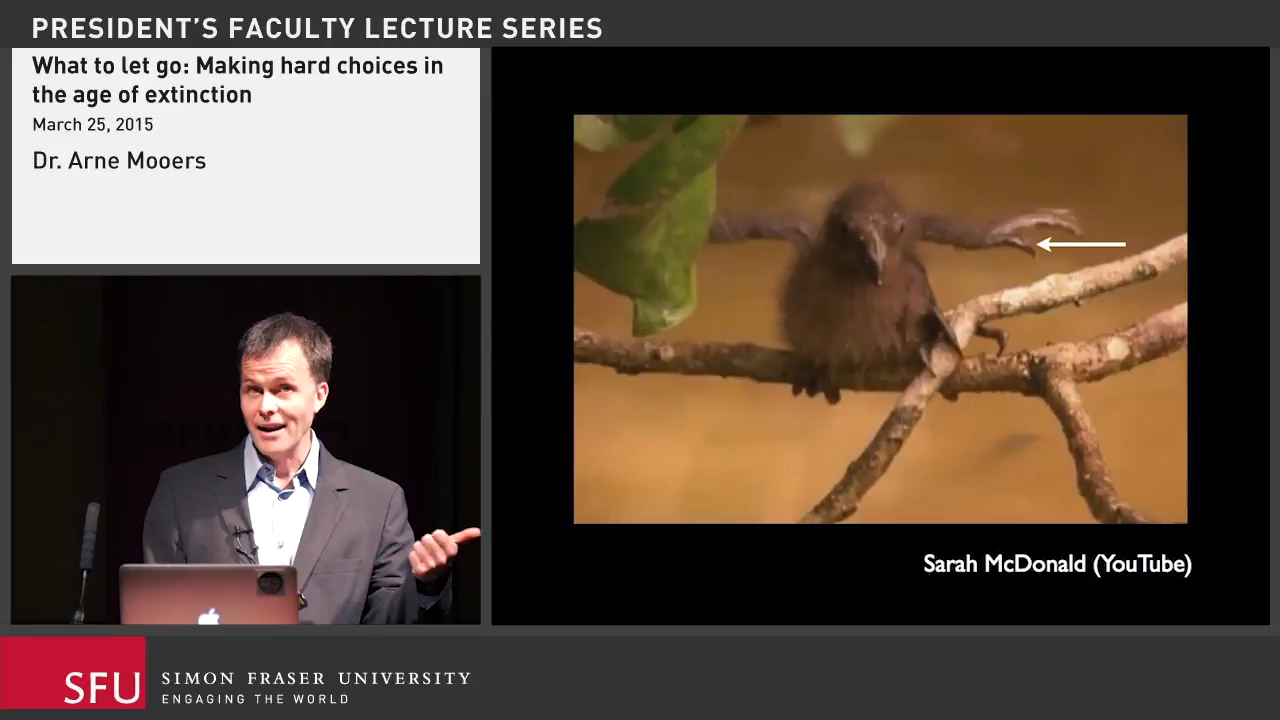 PRESIDENT'S FACULTY LECTURE SERIES
What to let go: Making hard choices in
the age of extinction
March 25, 2015
Dr. Arne Mooers
Sarah McDonald (YouTube)
SFU
SIMON FRASER UNIVERSITY
ENGAGING THE WORLD